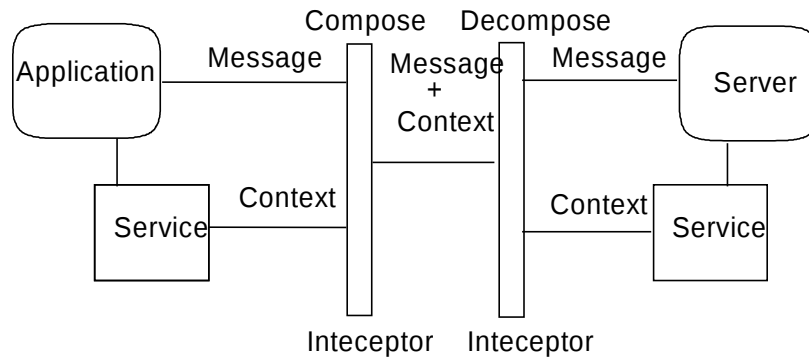 Compose
Decompose
Application
Message
Message
+
Context
Message
Server
Service
Context
Context
Service
Inteceptor
Inteceptor